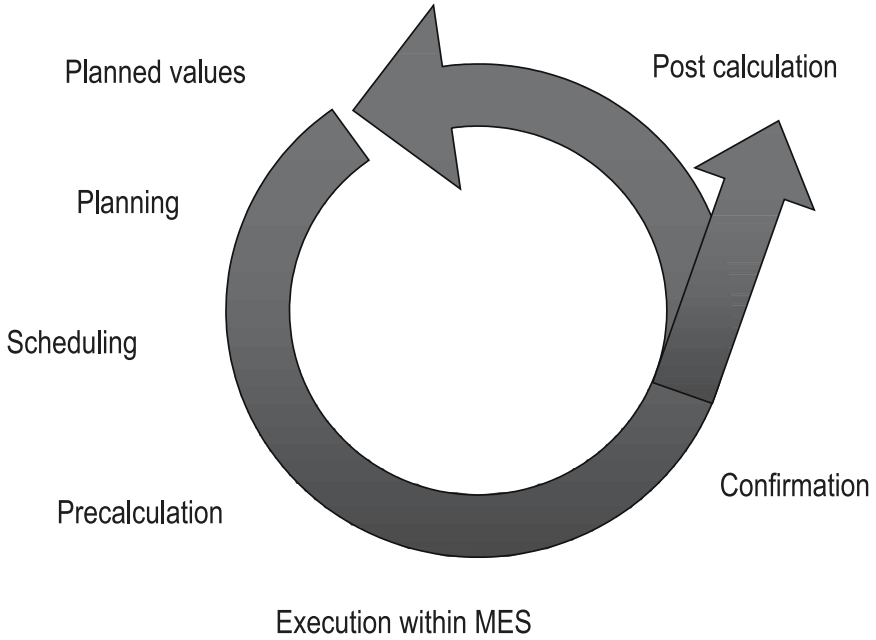 Planned values
Post calculation
Planning
Scheduling
Precalculation
Confirmation
Execution within MES